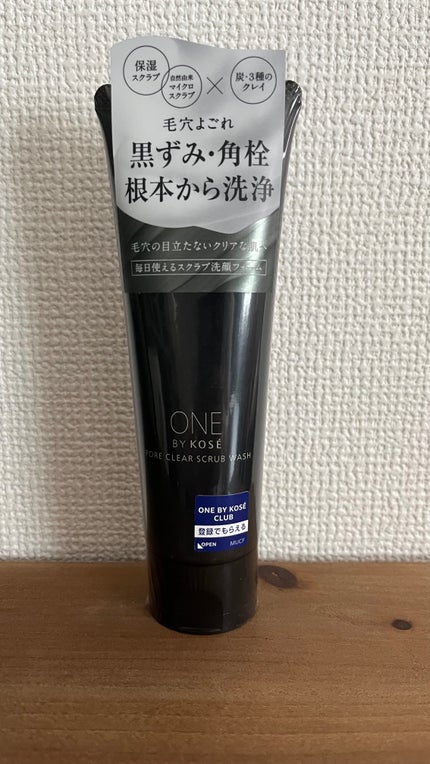 保湿
スクラブ
自然由来
マイクロ
スクラブ
×
炭・3種の
クレイ
毛穴よごれ
黒ずみ・角栓
根本から洗浄
毛穴の目立たないクリアな肌へ
毎日使えるスクラブ洗顔フォーム
ONE
BY KOSÉ
PORE CLEAR SCRUB WASH
ONE BY KOSÉ
CLUB
登録でもらえる
OPEN MUCF